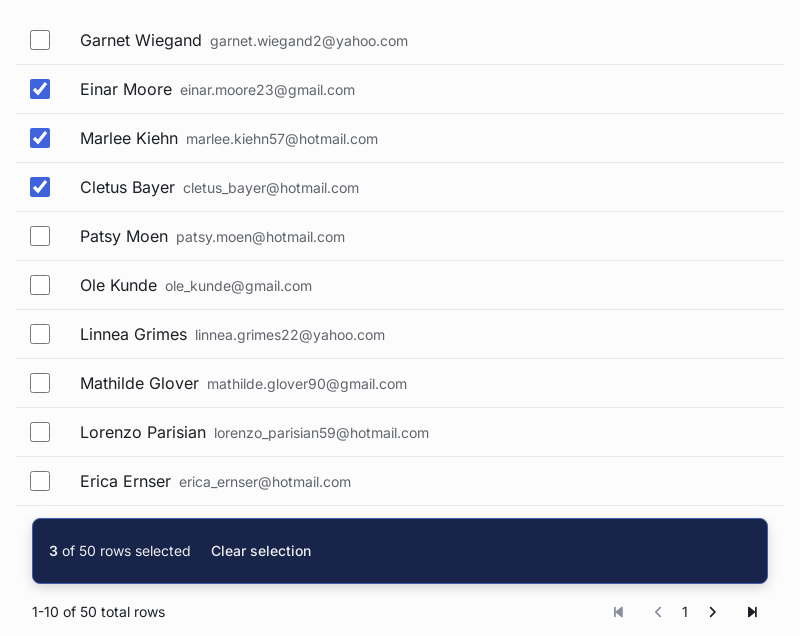 Garnet Wiegand garnet.wiegand2@yahoo.com
Einar Moore einar.moore23@gmail.com
Marlee Kiehn marlee.kiehn57@hotmail.com
Cletus Bayer cletus_bayer@hotmail.com
Patsy Moen patsy.moen@hotmail.com
Ole Kunde ole_kunde@gmail.com
Linnea Grimes linnea.grimes22@yahoo.com
Mathilde Glover mathilde.glover90@gmail.com
Lorenzo Parisian lorenzo_parisian59@hotmail.com
Erica Ernser erica_ernser@hotmail.com
3 of 50 rows selected Clear selection
1-10 of 50 total rows 1